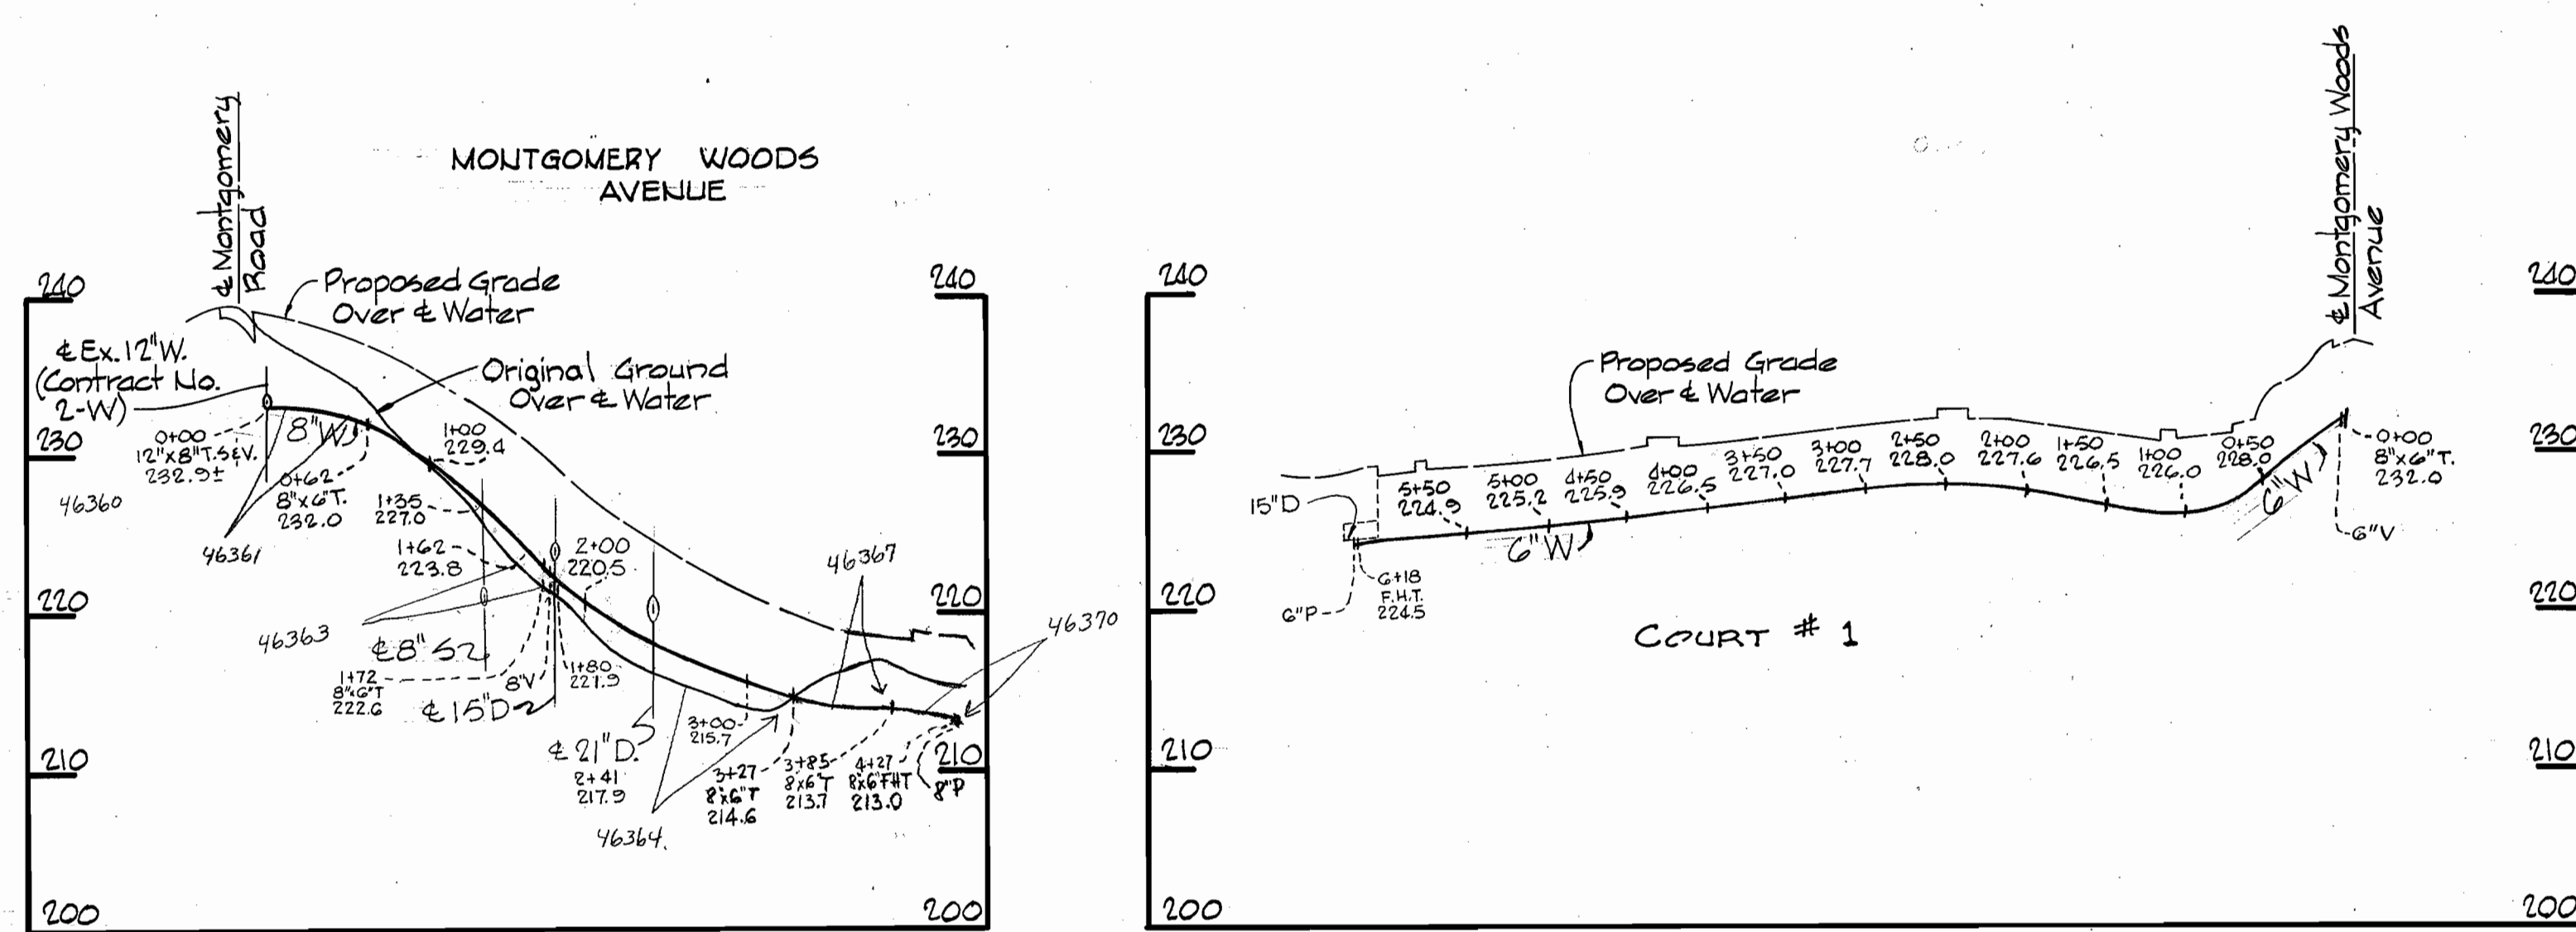 MONTGOMERY WOODS
AVENUE
℄ Montgomery
Road
Proposed Grade
Over ℄ Water
Original Ground
Over ℄ Water
℄ Ex. 12"W.
(Contract No.
2-W)
240
230
220
210
200
240
230
220
210
200
0+00
12"x8"T.S.&V.
232.9±
8"W
0+62
8"x6"T.
232.0
1+00
229.4
1+35
227.0
1+62
223.8
2+00
220.5
46360
46361
46363
℄8" S
1+72
8"x6"T
222.6
8"V
℄15"D
1+80
221.9
℄ 21"D.
2+41
217.9
3+00
215.7
3+27
8"x6"T
214.6
3+85
8x6"T
213.7
4+27
8x6"FHT
213.0
8"P
46364.
46367
46370
℄ Montgomery Woods
Avenue
240
230
220
210
200
240
230
220
210
200
Proposed Grade
Over ℄ Water
15"D
5+50
224.9
5+00
225.2
4+50
225.9
4+00
226.5
3+50
227.0
3+00
227.7
2+50
228.0
2+00
227.6
1+50
226.5
1+00
226.0
0+50
228.0
0+00
8"x6"T.
232.0
6"W
6"W
6"V
6"P
6+18
F.H.T.
224.5
COURT # 1